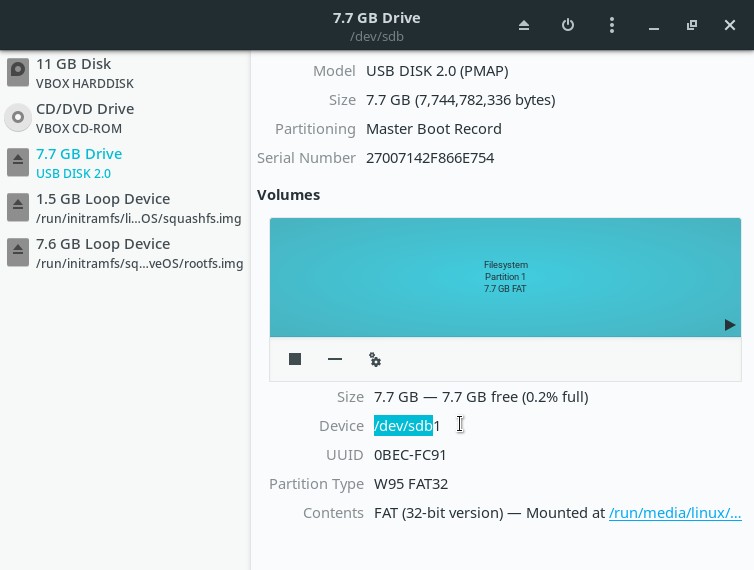 7.7 GB Drive
/dev/sdb
11 GB Disk
VBOX HARDDISK
CD/DVD Drive
VBOX CD-ROM
7.7 GB Drive
USB DISK 2.0
1.5 GB Loop Device
/run/initramfs/li…OS/squashfs.img
7.6 GB Loop Device
/run/initramfs/sq…veOS/rootfs.img
Model USB DISK 2.0 (PMAP)
Size 7.7 GB (7,744,782,336 bytes)
Partitioning Master Boot Record
Serial Number 27007142F866E754
Volumes
Filesystem
Partition 1
7.7 GB FAT
Size 7.7 GB — 7.7 GB free (0.2% full)
Device /dev/sdb1
UUID 0BEC-FC91
Partition Type W95 FAT32
Contents FAT (32-bit version) — Mounted at /run/media/linux/…